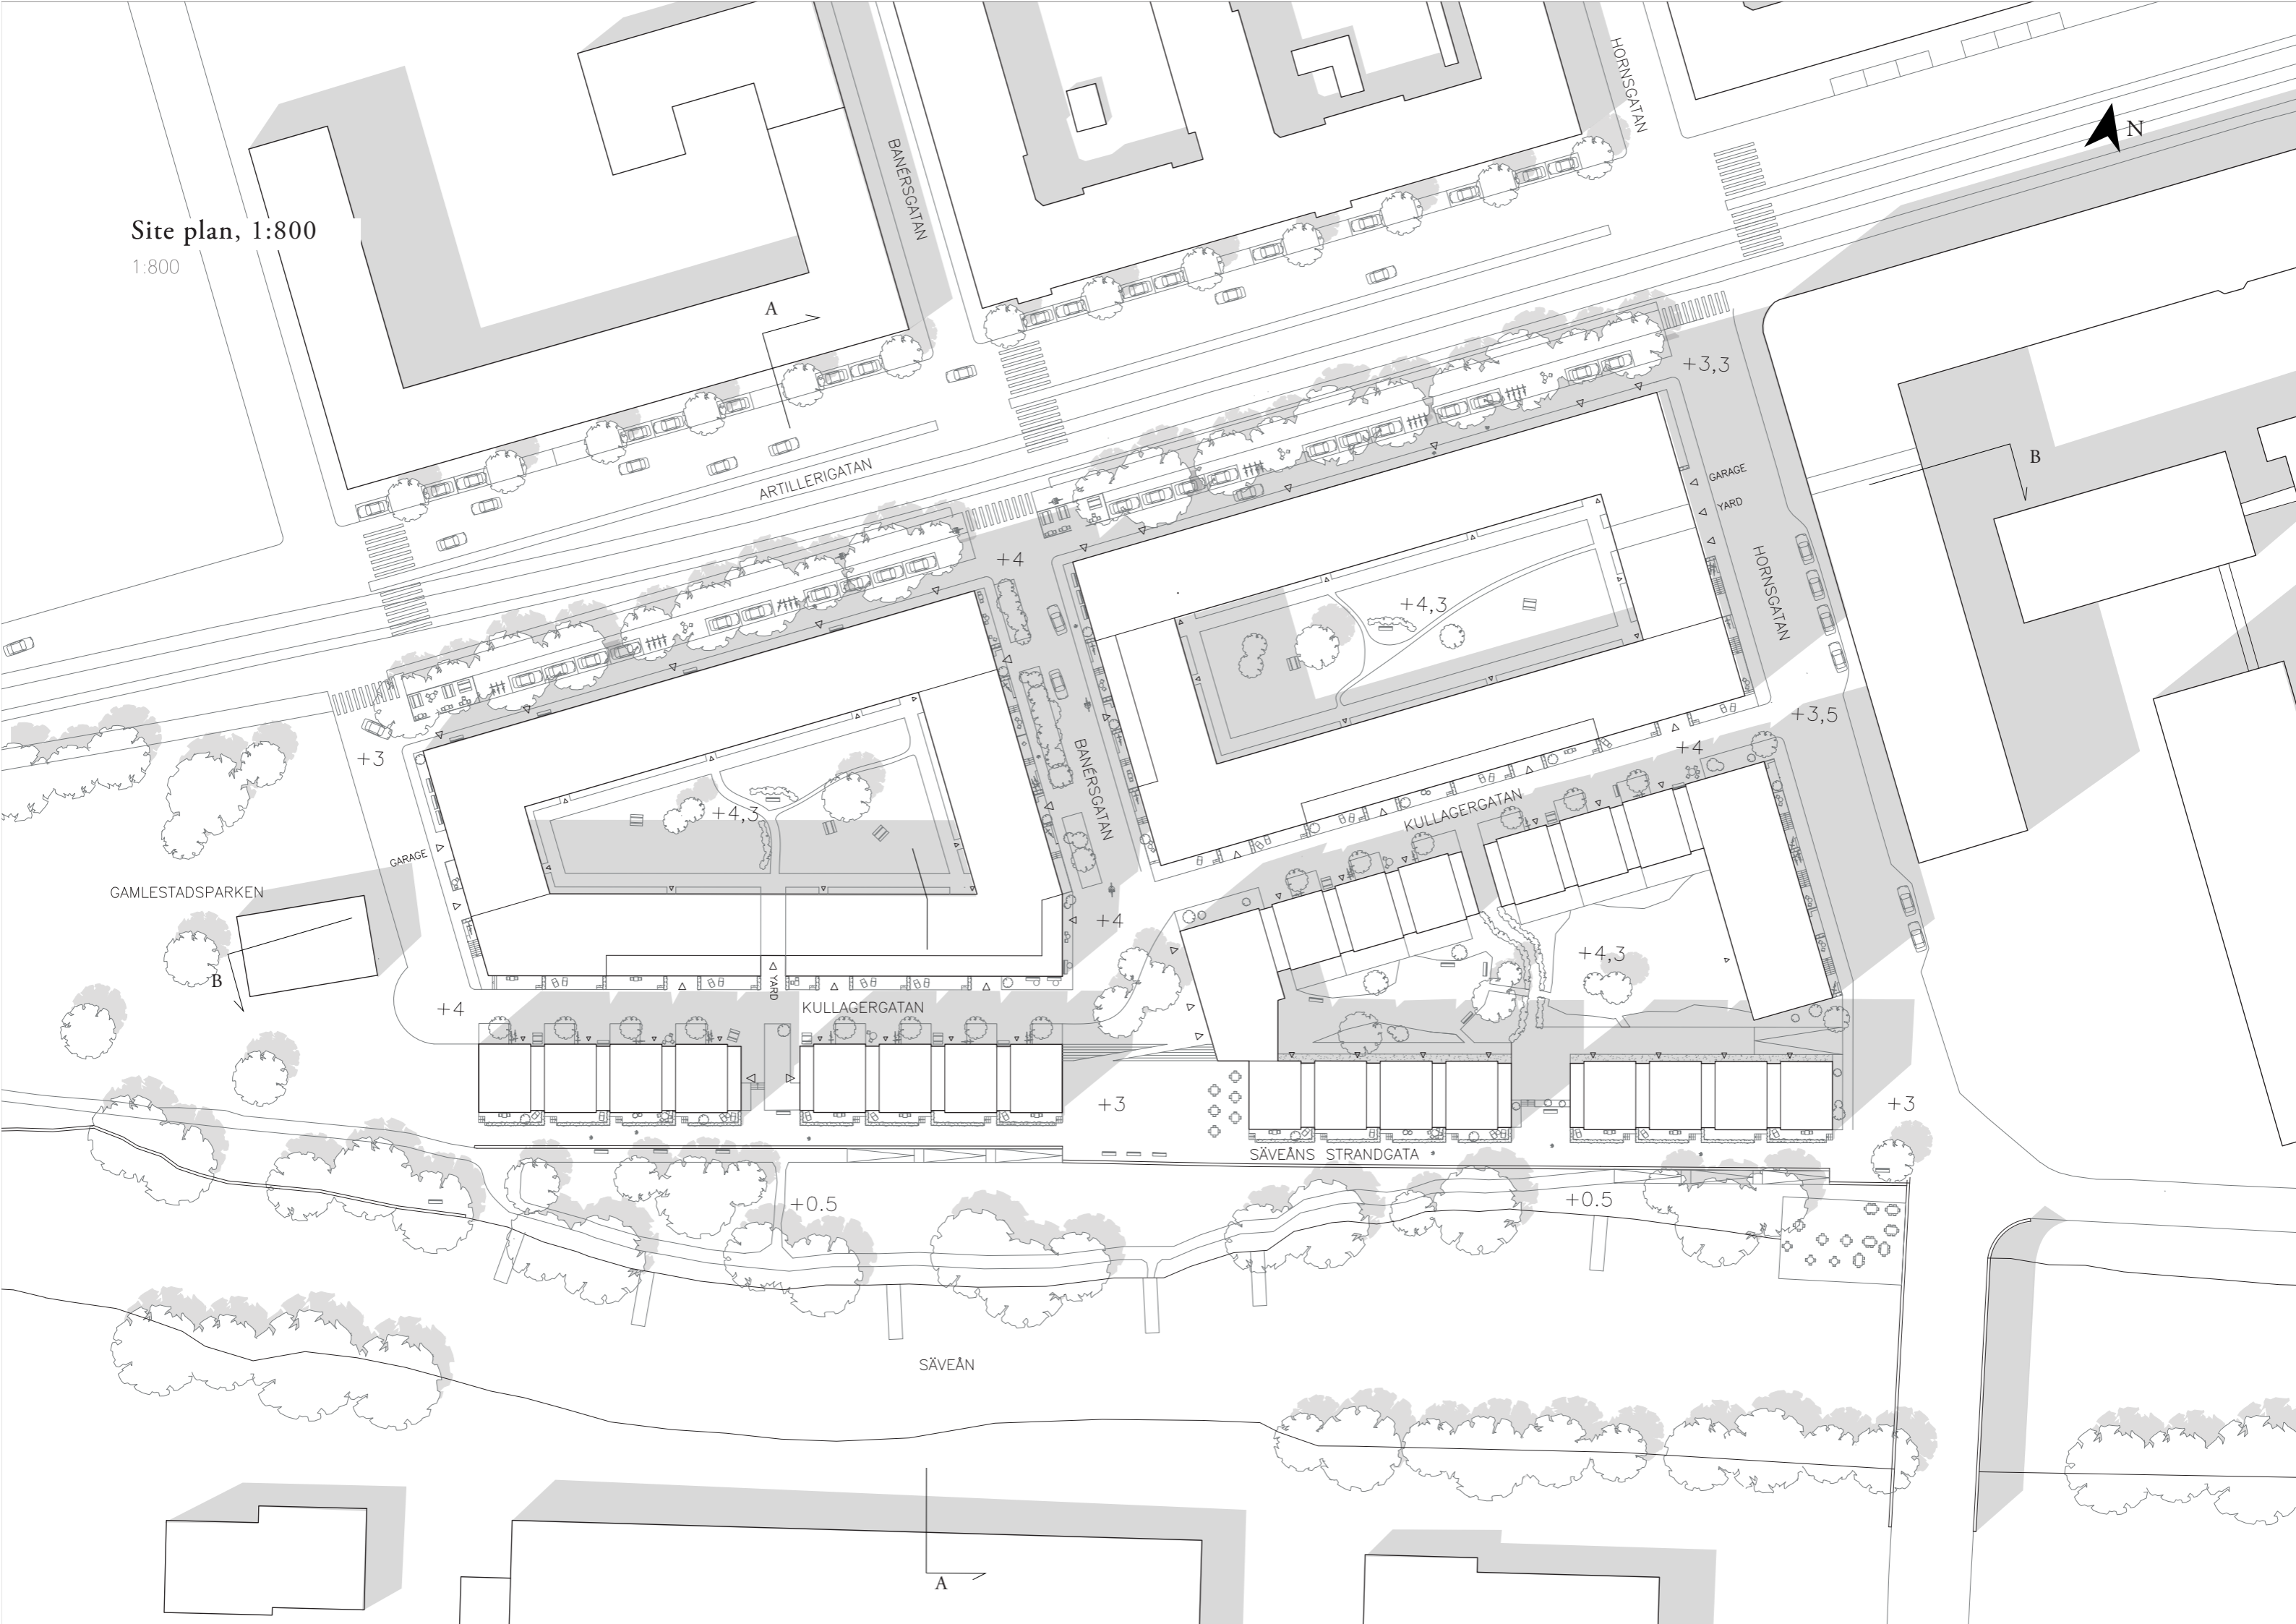 HORNSGATAN
N
BANÉRSGATAN
Site plan, 1:800
1:800
A
+3,3
B
ARTILLERIGATAN
GARAGE
YARD
+4
HORNSGATAN
+4,3
+3,5
+3
+4
BANÉRSGATAN
+4,3
KULLAGERGATAN
GARAGE
GAMLESTADSPARKEN
+4
+4,3
B
YARD
+4
KULLAGERGATAN
+3
+3
SÄVEÅNS STRANDGATA
+0.5
+0.5
SÄVEÅN
A